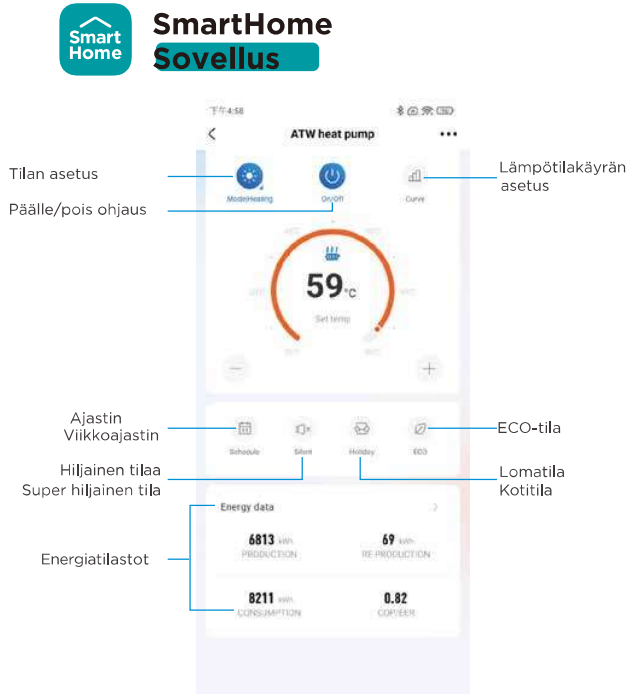 Smart
Home
SmartHome
Sovellus
下午4:58
ATW heat pump
Tilan asetus
Päälle/pois ohjaus
Lämpötilakäyrän
asetus
Mode/Heating
On/Off
Curve
59°C
Set temp
Ajastin
Viikkoajastin
Hiljainen tilaa
Super hiljainen tila
ECO-tila
Lomatila
Kotitila
Schedule
Silent
Holiday
ECO
Energiatilastot
Energy data
6813 kWh
PRODUCTION
69 kWh
RE PRODUCTION
8211 kWh
CONSUMPTION
0.82
COP/EER